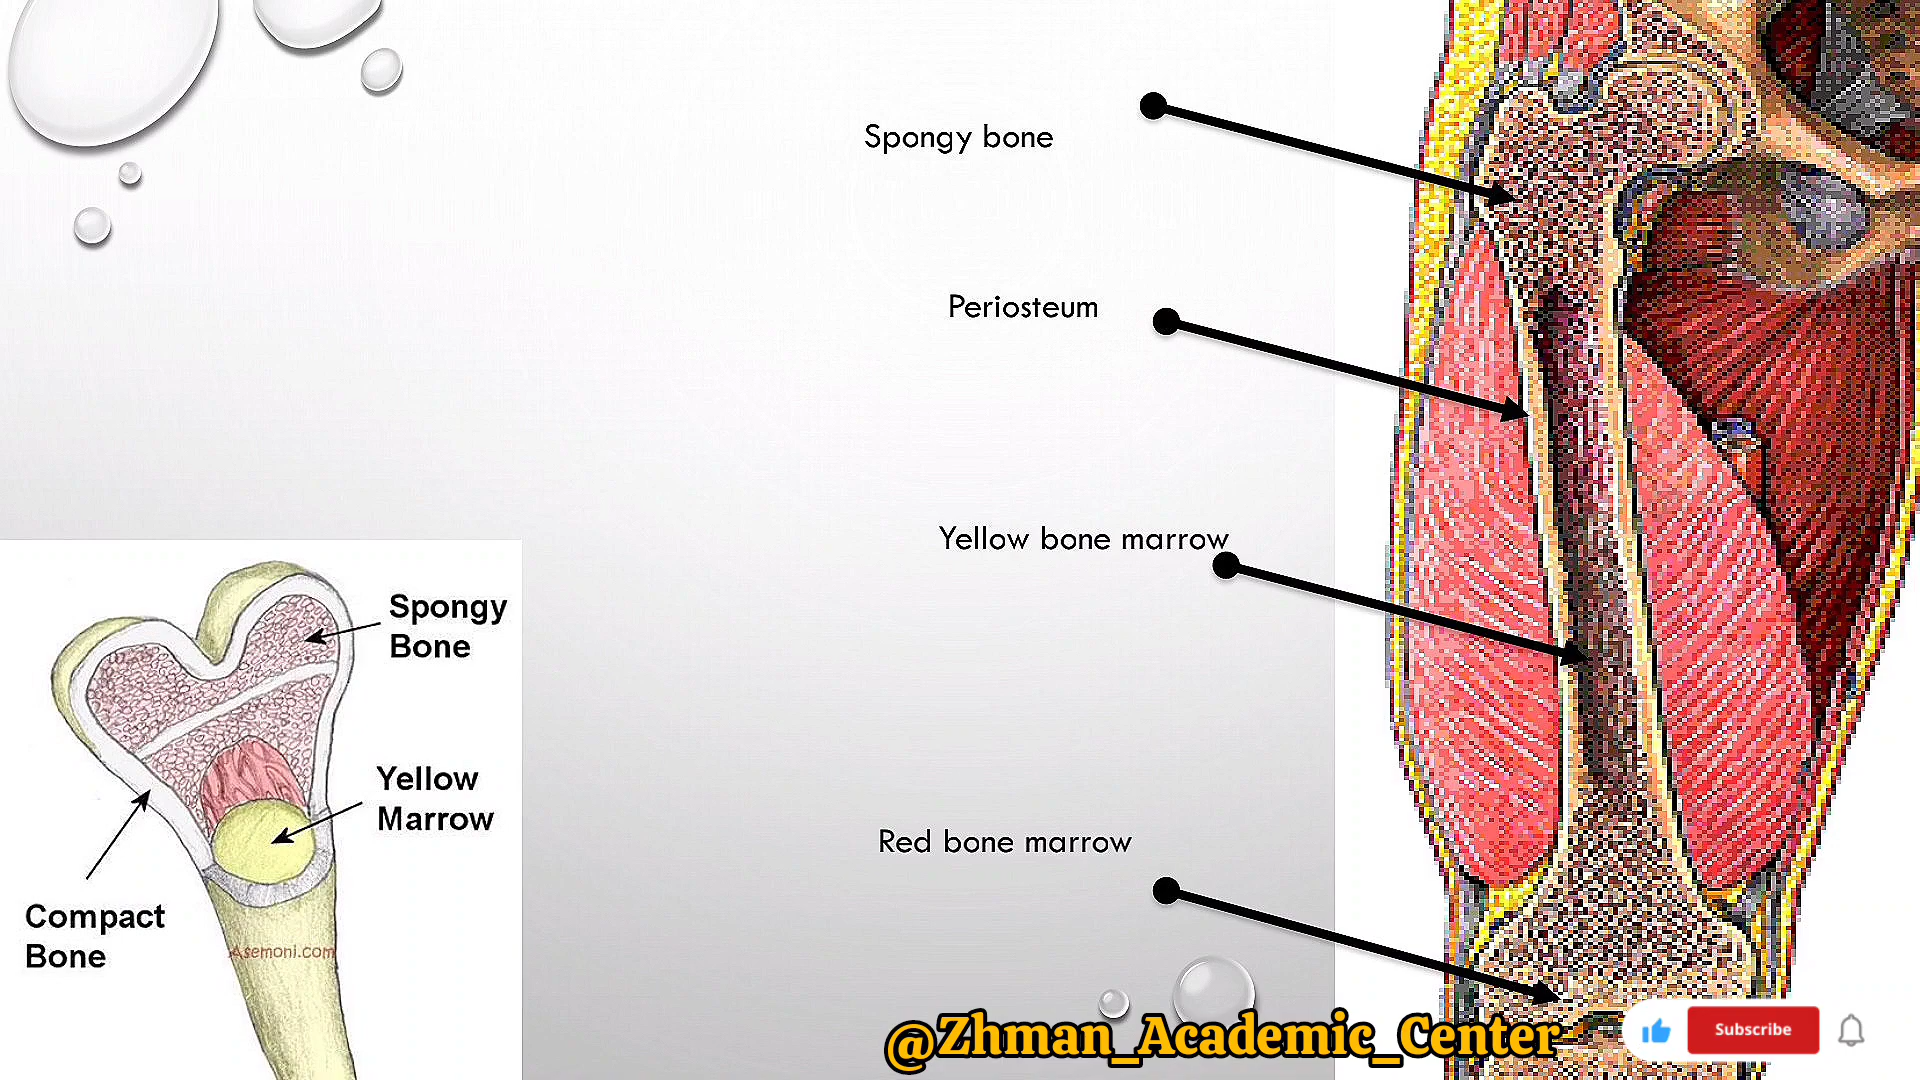 Spongy bone
Periosteum
Yellow bone marrow
Red bone marrow
Spongy
Bone
Yellow
Marrow
Compact
Bone
Asemoni.com
@Zhman_Academic_Center
Subscribe